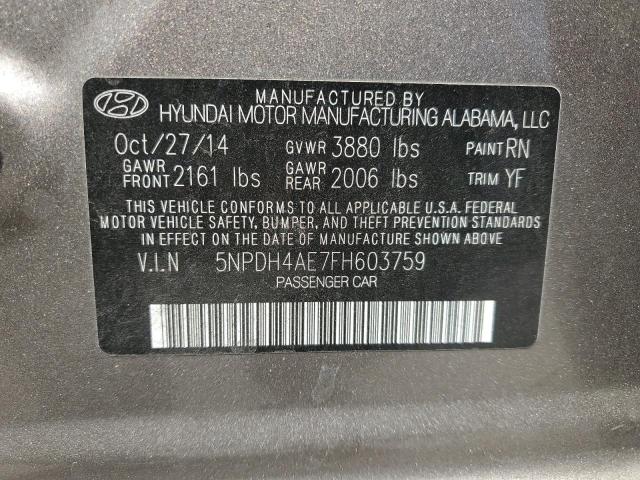 MANUFACTURED BY
HYUNDAI MOTOR MANUFACTURING ALABAMA, LLC
Oct/27/14 GVWR 3880 lbs PAINT RN
GAWR FRONT 2161 lbs GAWR REAR 2006 lbs TRIM YF
THIS VEHICLE CONFORMS TO ALL APPLICABLE U.S.A. FEDERAL
MOTOR VEHICLE SAFETY, BUMPER, AND THEFT PREVENTION STANDARDS
IN EFFECT ON THE DATE OF MANUFACTURE SHOWN ABOVE.
V.I.N 5NPDH4AE7FH603759
PASSENGER CAR